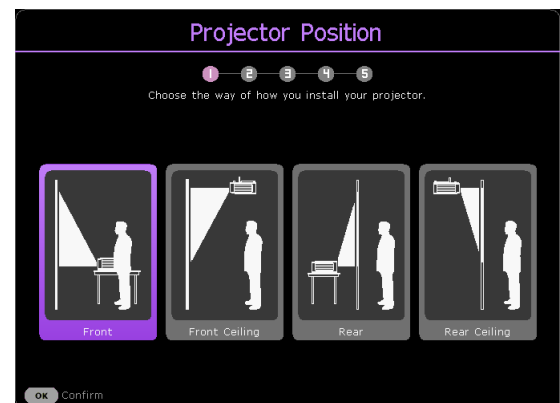 Projector Position
1 2 3 4 5
Choose the way of how you install your projector.
Front
Front Ceiling
Rear
Rear Ceiling
OK Confirm